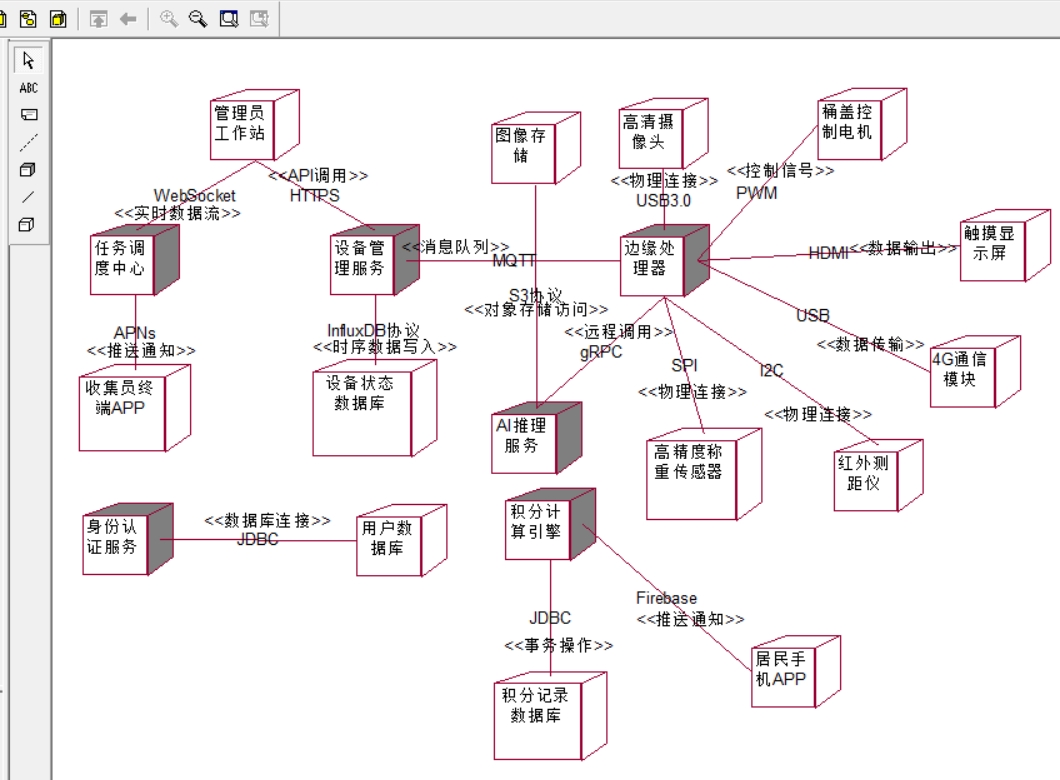 ABC
管理员
工作站
图像存
储
高清摄
像头
桶盖控
制电机
<<API调用>>
HTTPS
WebSocket
<<实时数据流>>
<<物理连接>>
USB3.0
<<控制信号>>
PWM
任务调
度中心
设备管
理服务
<<消息队列>>
MQTT
边缘处
理器
HDMI
<<数据输出>>
触摸显
示屏
S3协议
<<对象存储访问>>
APNs
<<推送通知>>
InfluxDB协议
<<时序数据写入>>
<<远程调用>>
gRPC
USB
<<数据传输>>
4G通信
模块
SPI
<<物理连接>>
I2C
<<物理连接>>
收集员终
端APP
设备状态
数据库
AI推理
服务
高精度称
重传感器
红外测
距仪
身份认
证服务
<<数据库连接>>
JDBC
用户数
据库
积分计
算引擎
JDBC
<<事务操作>>
Firebase
<<推送通知>>
居民手
机APP
积分记录
数据库